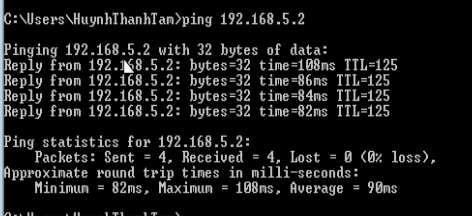 C:\Users\HuynhThanhTam>ping 192.168.5.2
Pinging 192.168.5.2 with 32 bytes of data:
Reply from 192.168.5.2: bytes=32 time=108ms TTL=125
Reply from 192.168.5.2: bytes=32 time=86ms TTL=125
Reply from 192.168.5.2: bytes=32 time=84ms TTL=125
Reply from 192.168.5.2: bytes=32 time=82ms TTL=125
Ping statistics for 192.168.5.2:
Packets: Sent = 4, Received = 4, Lost = 0 (0% loss),
Approximate round trip times in milli-seconds:
Minimum = 82ms, Maximum = 108ms, Average = 90ms